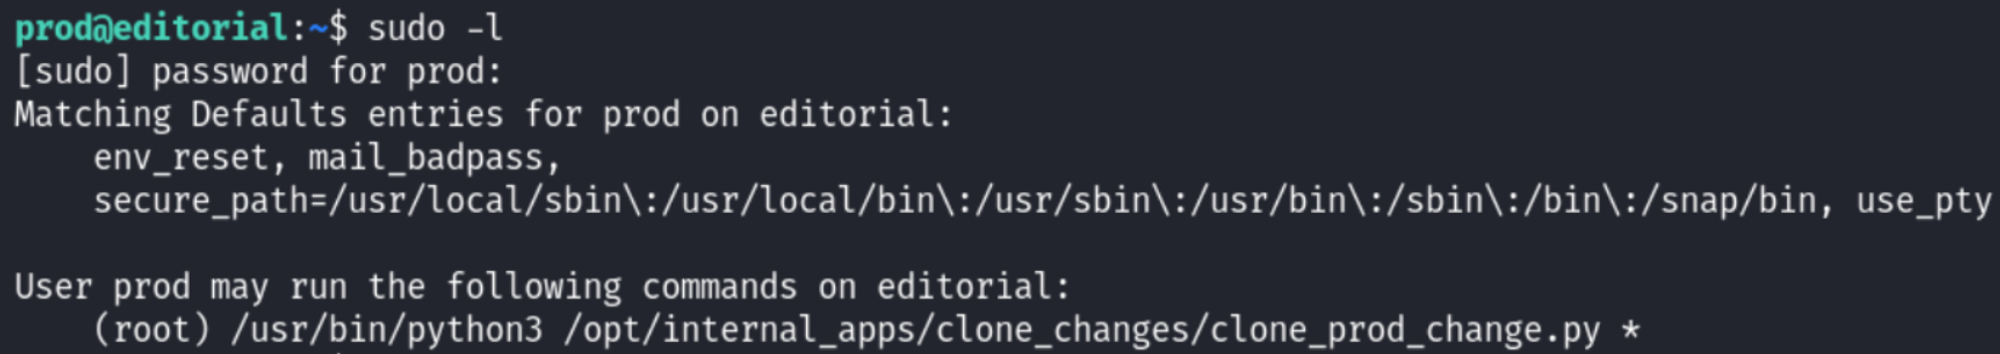 prod@editorial:~$ sudo -l
[sudo] password for prod:
Matching Defaults entries for prod on editorial:
    env_reset, mail_badpass,
    secure_path=/usr/local/sbin\:/usr/local/bin\:/usr/sbin\:/usr/bin\:/sbin\:/bin\:/snap/bin, use_pty

User prod may run the following commands on editorial:
    (root) /usr/bin/python3 /opt/internal_apps/clone_changes/clone_prod_change.py *